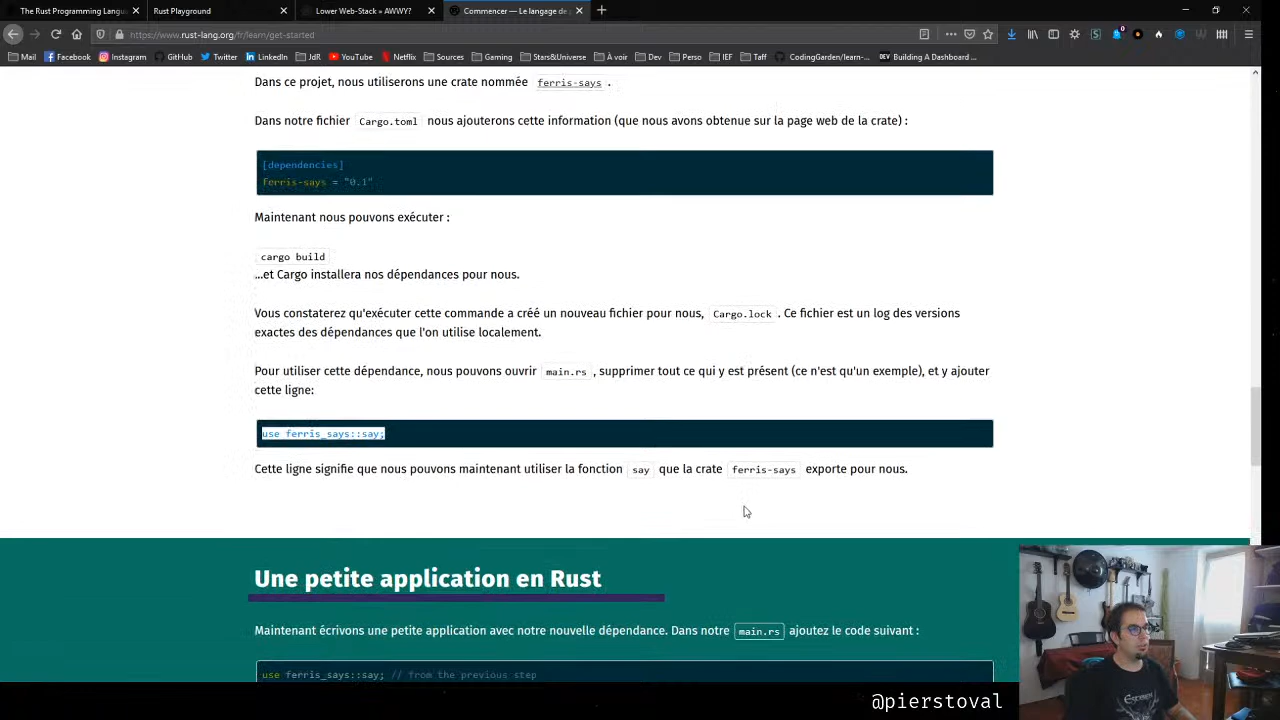 The Rust Programming Langu
Rust Playground
Lower Web-Stack » AWWY?
Commencer — Le langage de
https://www.rust-lang.org/fr/learn/get-started
Mail
Facebook
Instagram
GitHub
Twitter
LinkedIn
JdR
YouTube
Netflix
Sources
Gaming
Stars&Universe
À voir
Dev
Perso
IEF
Taff
CodingGarden/learn-...
Building A Dashboard ...
Dans ce projet, nous utiliserons une crate nommée ferris-says .
Dans notre fichier Cargo.toml nous ajouterons cette information (que nous avons obtenue sur la page web de la crate) :
[dependencies]
ferris-says = "0.1"
Maintenant nous pouvons exécuter :
cargo build
...et Cargo installera nos dépendances pour nous.
Vous constaterez qu'exécuter cette commande a créé un nouveau fichier pour nous, Cargo.lock . Ce fichier est un log des versions
exactes des dépendances que l'on utilise localement.
Pour utiliser cette dépendance, nous pouvons ouvrir main.rs , supprimer tout ce qui y est présent (ce n'est qu'un exemple), et y ajouter
cette ligne:
use ferris_says::say;
Cette ligne signifie que nous pouvons maintenant utiliser la fonction say que la crate ferris-says exporte pour nous.
Une petite application en Rust
Maintenant écrivons une petite application avec notre nouvelle dépendance. Dans notre main.rs ajoutez le code suivant :
use ferris_says::say; // from the previous step
@pierstoval